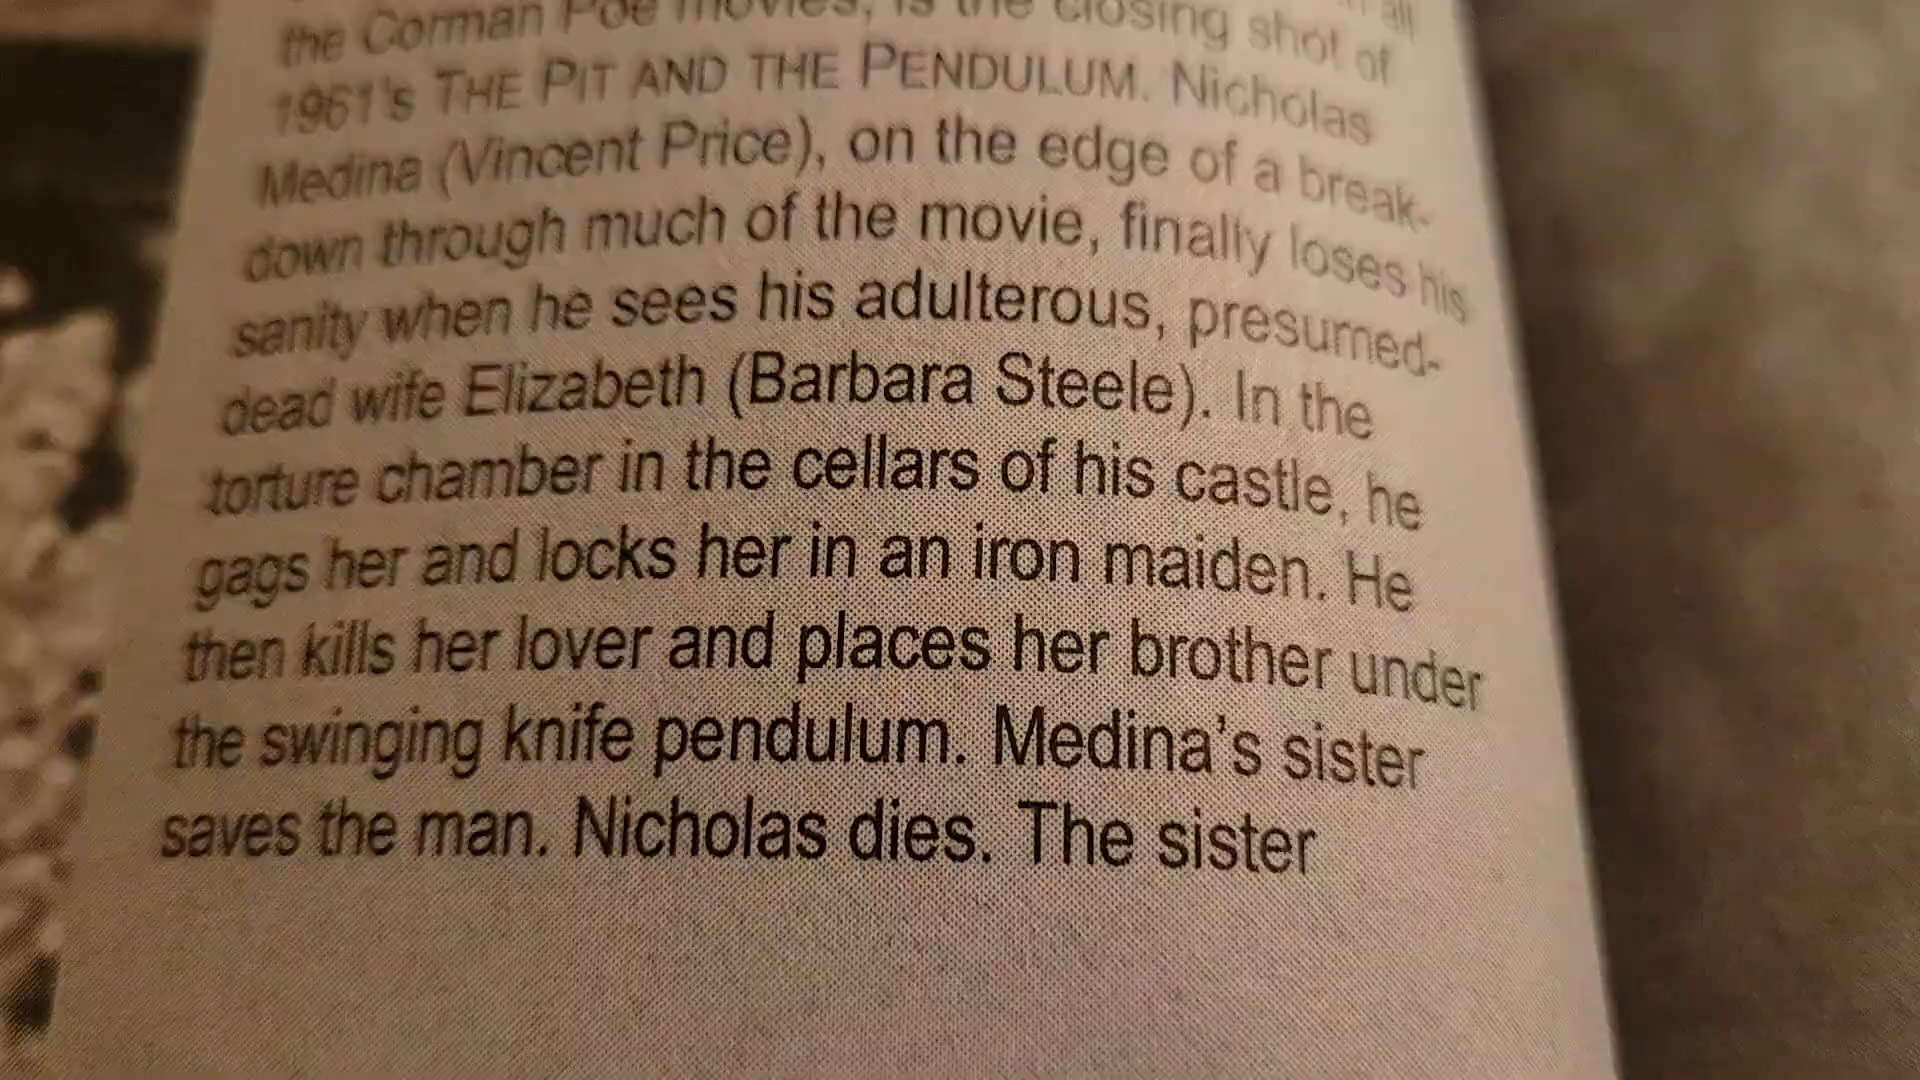 all
the Corman Poe movies, is the closing shot of
1961's THE PIT AND THE PENDULUM. Nicholas
Medina (Vincent Price), on the edge of a break-
down through much of the movie, finally loses his
sanity when he sees his adulterous, presumed-
dead wife Elizabeth (Barbara Steele). In the
torture chamber in the cellars of his castle, he
gags her and locks her in an iron maiden. He
then kills her lover and places her brother under
the swinging knife pendulum. Medina's sister
saves the man. Nicholas dies. The sister